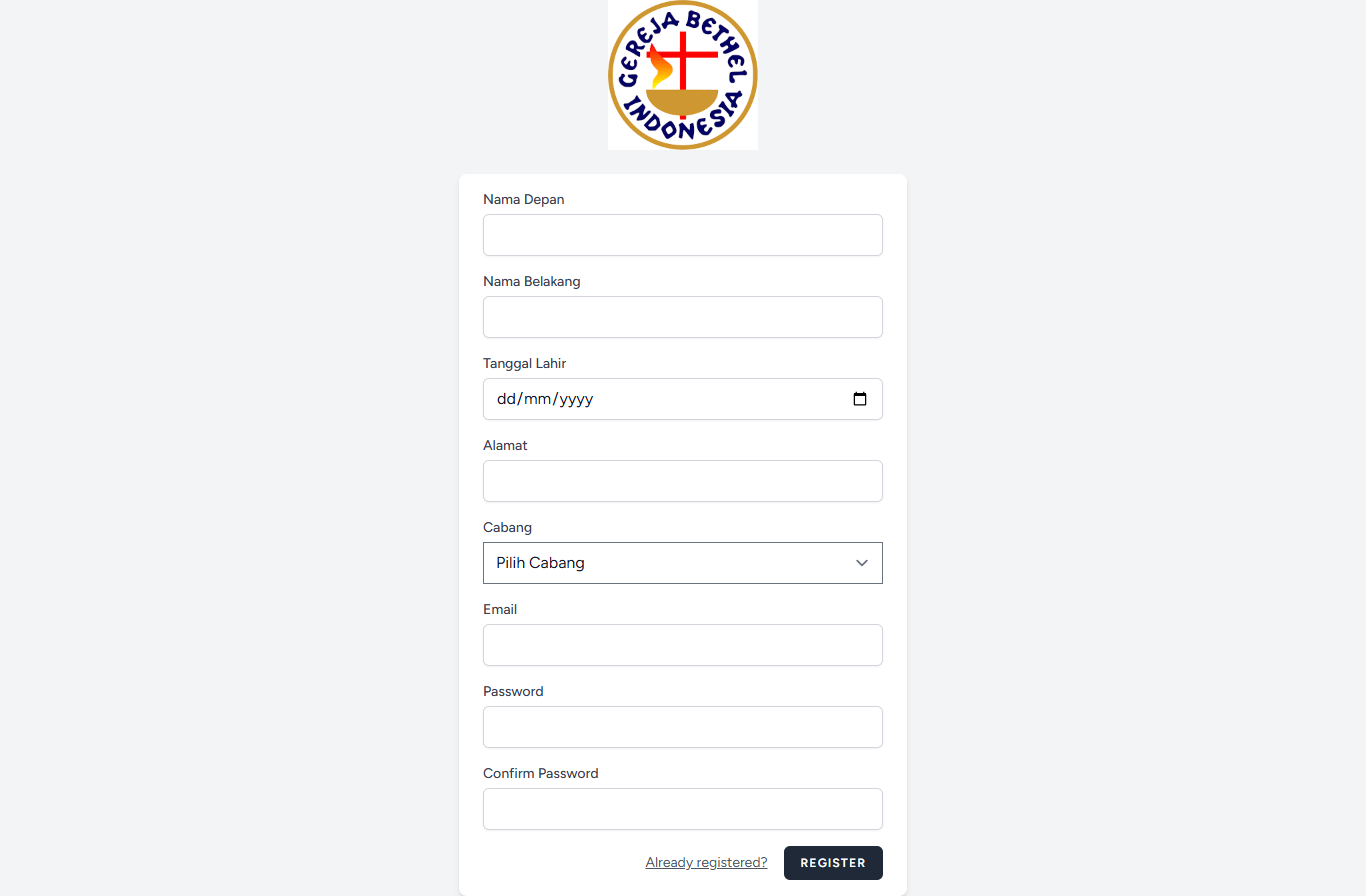 GEREJA BETHEL
INDONESIA
Nama Depan
Nama Belakang
Tanggal Lahir
dd/mm/yyyy
Alamat
Cabang
Pilih Cabang
Email
Password
Confirm Password
Already registered? REGISTER